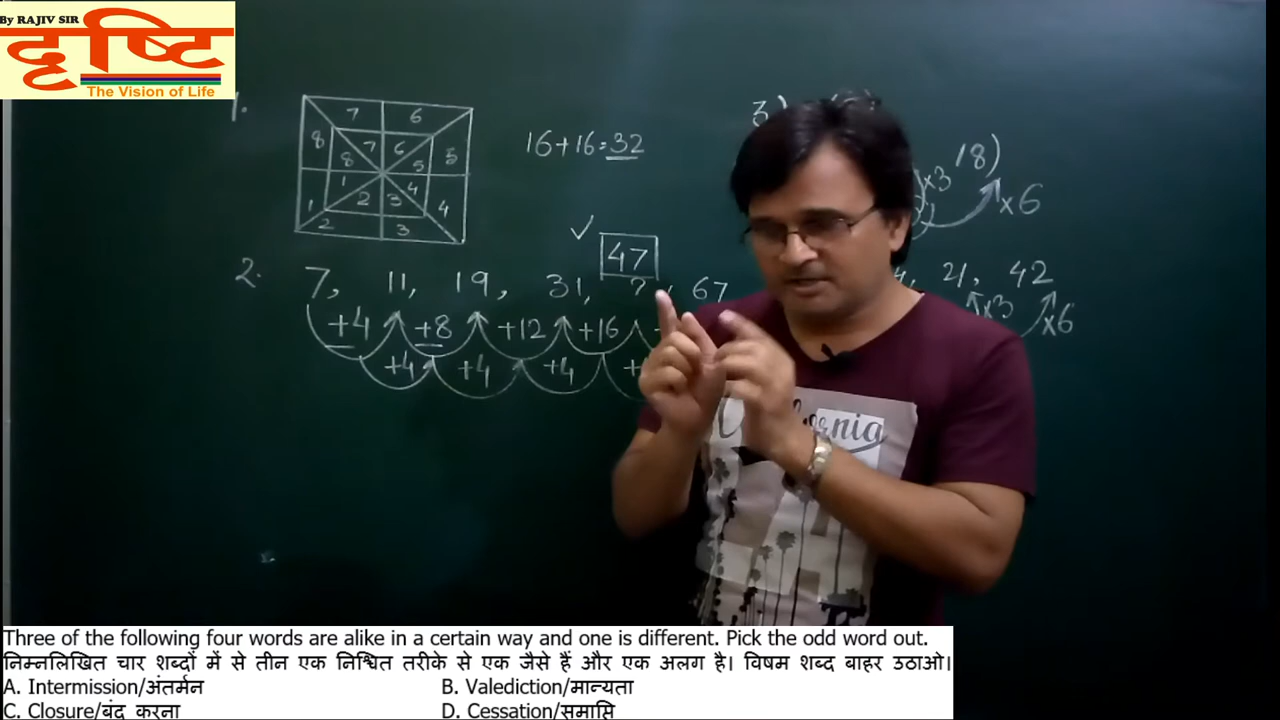 By RAJIV SIR
दृष्टि
The Vision of Life
1.
7 6
8 7 6 5
8 5
1 4
1 2 3 4
2 3
16+16=32
3)
18)
×3
×6
✓ 47
2. 7, 11, 19, 31, ?, 67
21, 42
+4 +8 +12 +16
×3 ×6
+4 +4 +4
Three of the following four words are alike in a certain way and one is different. Pick the odd word out.
निम्नलिखित चार शब्दों में से तीन एक निश्चित तरीके से एक जैसे हैं और एक अलग है। विषम शब्द बाहर उठाओ।
A. Intermission/अंतर्मन B. Valediction/मान्यता
C. Closure/बंद करना D. Cessation/समाप्ति